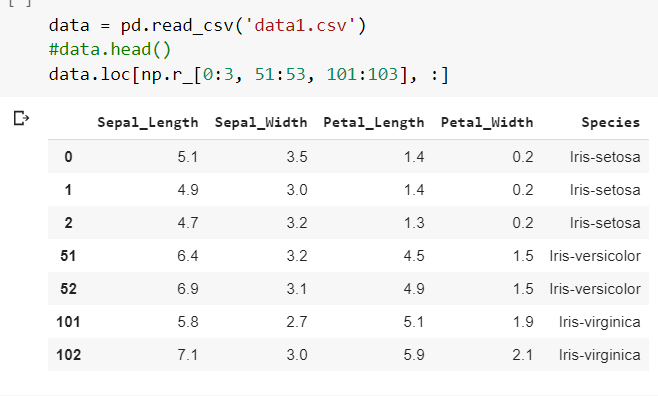 [ ]
data = pd.read_csv('data1.csv')
#data.head()
data.loc[np.r_[0:3, 51:53, 101:103], :]
Sepal_Length Sepal_Width Petal_Length Petal_Width Species
0 5.1 3.5 1.4 0.2 Iris-setosa
1 4.9 3.0 1.4 0.2 Iris-setosa
2 4.7 3.2 1.3 0.2 Iris-setosa
51 6.4 3.2 4.5 1.5 Iris-versicolor
52 6.9 3.1 4.9 1.5 Iris-versicolor
101 5.8 2.7 5.1 1.9 Iris-virginica
102 7.1 3.0 5.9 2.1 Iris-virginica